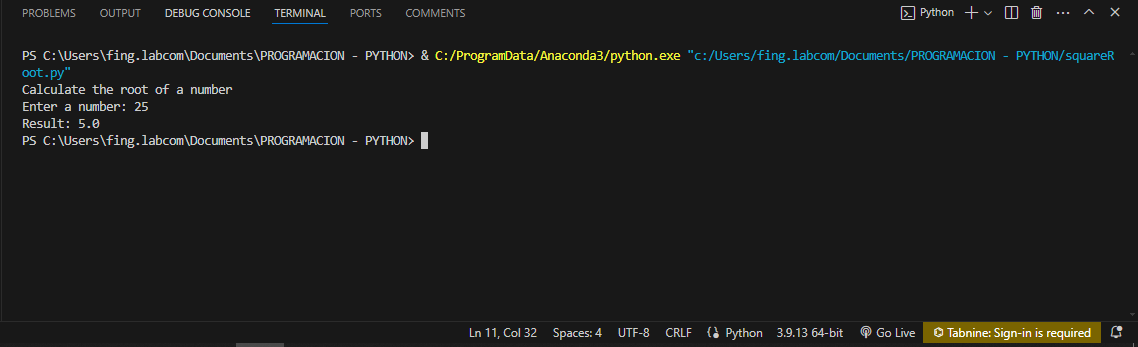 PROBLEMS OUTPUT DEBUG CONSOLE TERMINAL PORTS COMMENTS Python
PS C:\Users\fing.labcom\Documents\PROGRAMACION - PYTHON> & C:/ProgramData/Anaconda3/python.exe "c:/Users/fing.labcom/Documents/PROGRAMACION - PYTHON/squareR
oot.py"
Calculate the root of a number
Enter a number: 25
Result: 5.0
PS C:\Users\fing.labcom\Documents\PROGRAMACION - PYTHON>
Ln 11, Col 32 Spaces: 4 UTF-8 CRLF Python 3.9.13 64-bit Go Live Tabnine: Sign-in is required